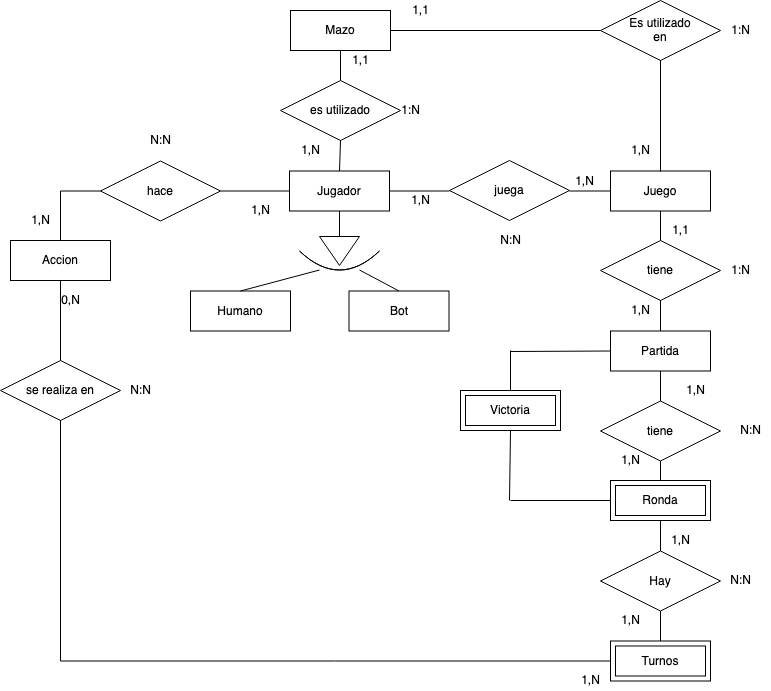 1,1
Mazo
Es utilizado
en
1:N
1,1
es utilizado
1:N
N:N
1,N
1,N
hace
Jugador
juega
1,N
Juego
1,N
1,N
1,N
1,1
N:N
Accion
tiene
1:N
0,N
Humano
Bot
1,N
Partida
se realiza en
N:N
1,N
Victoria
tiene
N:N
1,N
Ronda
1,N
Hay
N:N
1,N
Turnos
1,N